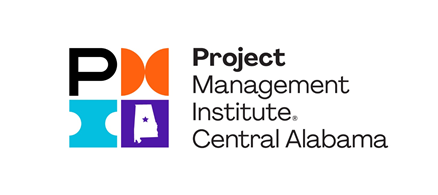 P
Project
Management
Institute®
Central Alabama